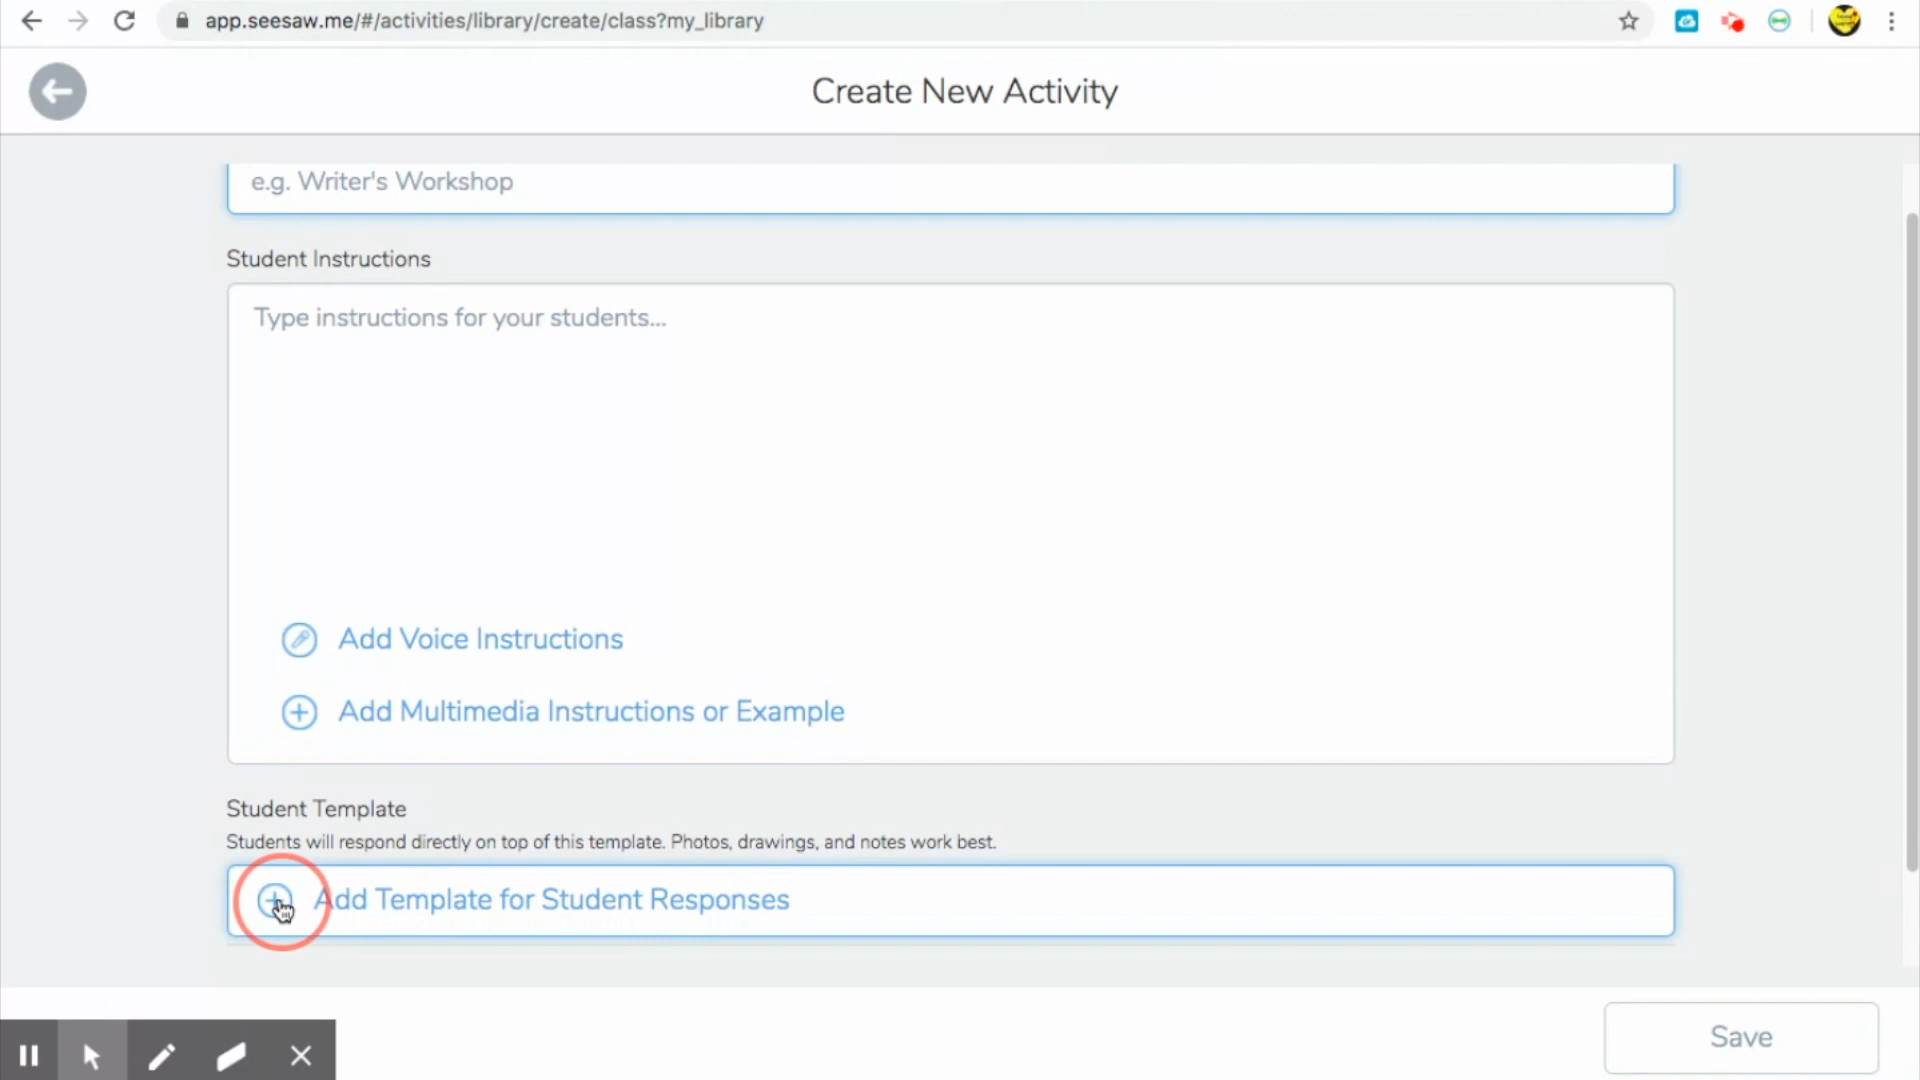 app.seesaw.me/#/activities/library/create/class?my_library
Create New Activity
e.g. Writer's Workshop
Student Instructions
Type instructions for your students...
Add Voice Instructions
Add Multimedia Instructions or Example
Student Template
Students will respond directly on top of this template. Photos, drawings, and notes work best.
Add Template for Student Responses
Save